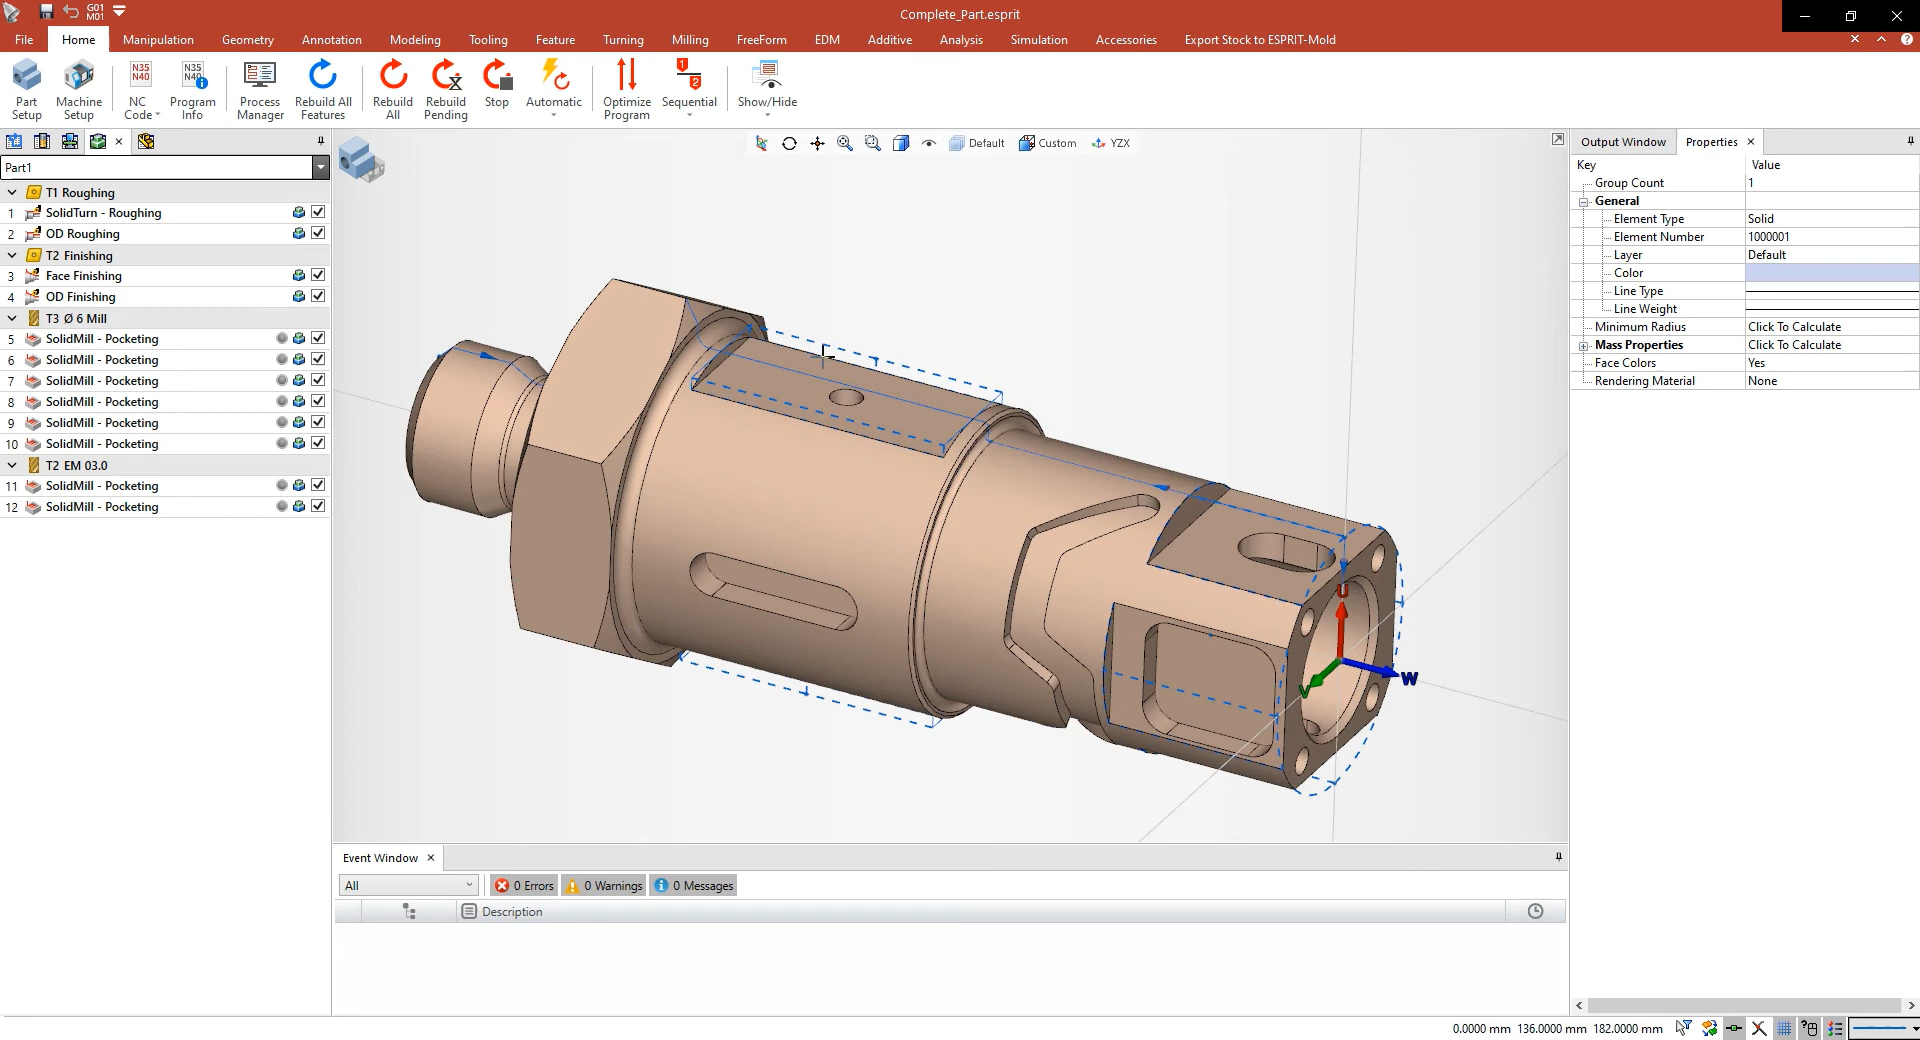 G01
M01
Complete_Part.esprit
File Home Manipulation Geometry Annotation Modeling Tooling Feature Turning Milling FreeForm EDM Additive Analysis Simulation Accessories Export Stock to ESPRIT-Mold
N35
N40
N35
N40
1
2
Part
Setup
Machine
Setup
NC
Code
Program
Info
Process
Manager
Rebuild All
Features
Rebuild
All
Rebuild
Pending
Stop
Automatic
Optimize
Program
Sequential
Show/Hide
Part1
T1 Roughing
1 SolidTurn - Roughing
2 OD Roughing
T2 Finishing
3 Face Finishing
4 OD Finishing
T3 Ø 6 Mill
5 SolidMill - Pocketing
6 SolidMill - Pocketing
7 SolidMill - Pocketing
8 SolidMill - Pocketing
9 SolidMill - Pocketing
10 SolidMill - Pocketing
T2 EM 03.0
11 SolidMill - Pocketing
12 SolidMill - Pocketing
Default Custom YZX
U
V
W
Event Window
All 0 Errors 0 Warnings 0 Messages
Description
Output Window Properties
Key Value
Group Count 1
General
Element Type Solid
Element Number 1000001
Layer Default
Color
Line Type
Line Weight
Minimum Radius Click To Calculate
Mass Properties Click To Calculate
Face Colors Yes
Rendering Material None
0.0000 mm 136.0000 mm 182.0000 mm